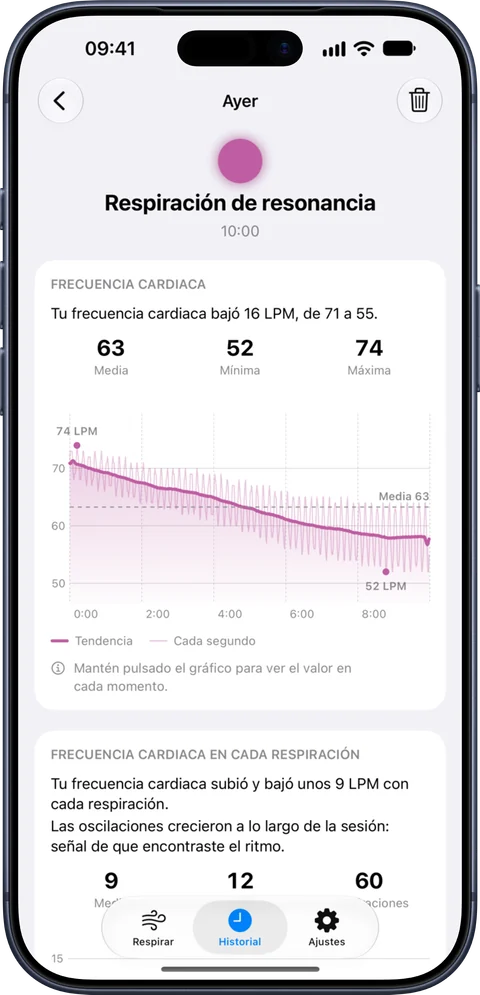 09:41
Ayer
Respiración de resonancia
10:00
FRECUENCIA CARDIACA
Tu frecuencia cardiaca bajó 16 LPM, de 71 a 55.
63 52 74
Media Mínima Máxima
74 LPM
70
Media 63
60
50
52 LPM
0:00 2:00 4:00 6:00 8:00
Tendencia Cada segundo
Mantén pulsado el gráfico para ver el valor en
cada momento.
FRECUENCIA CARDIACA EN CADA RESPIRACIÓN
Tu frecuencia cardiaca subió y bajó unos 9 LPM con
cada respiración.
Las oscilaciones crecieron a lo largo de la sesión:
señal de que encontraste el ritmo.
9 12 60
Respirar Historial Ajustes
15